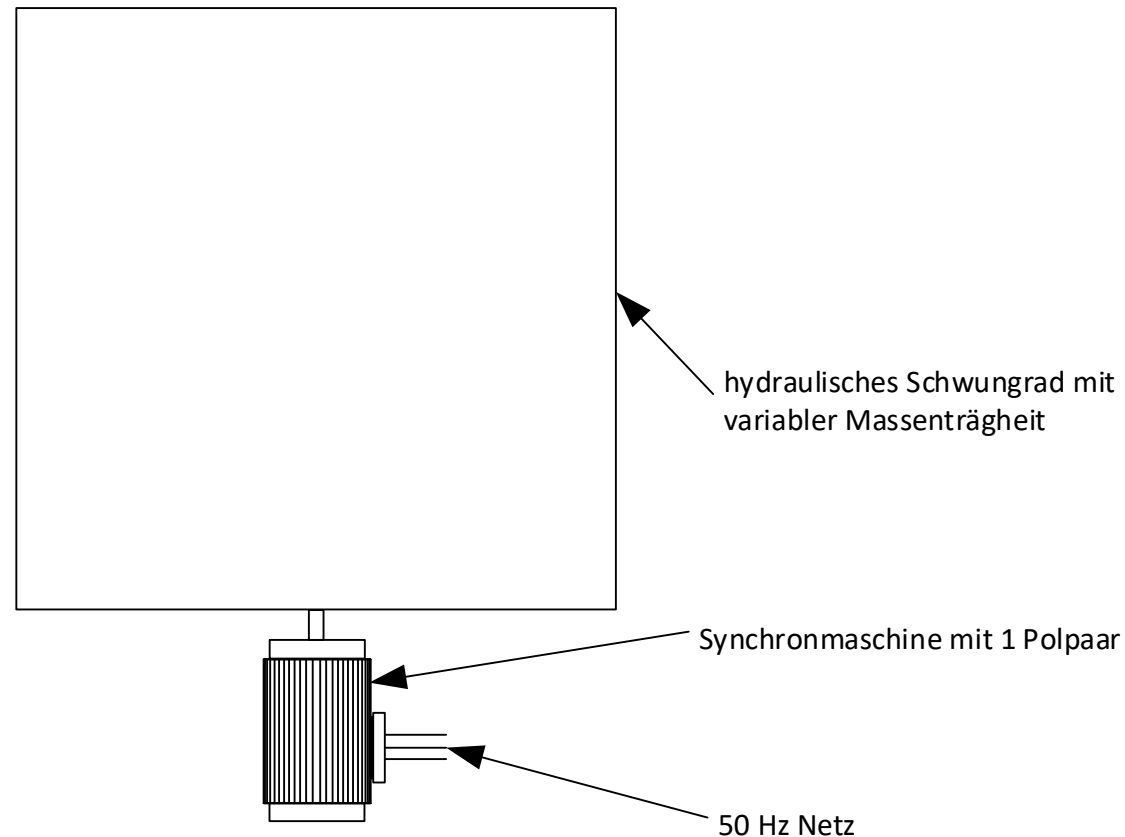 hydraulisches Schwungrad mit
variabler Massenträgheit
Synchronmaschine mit 1 Polpaar
50 Hz Netz